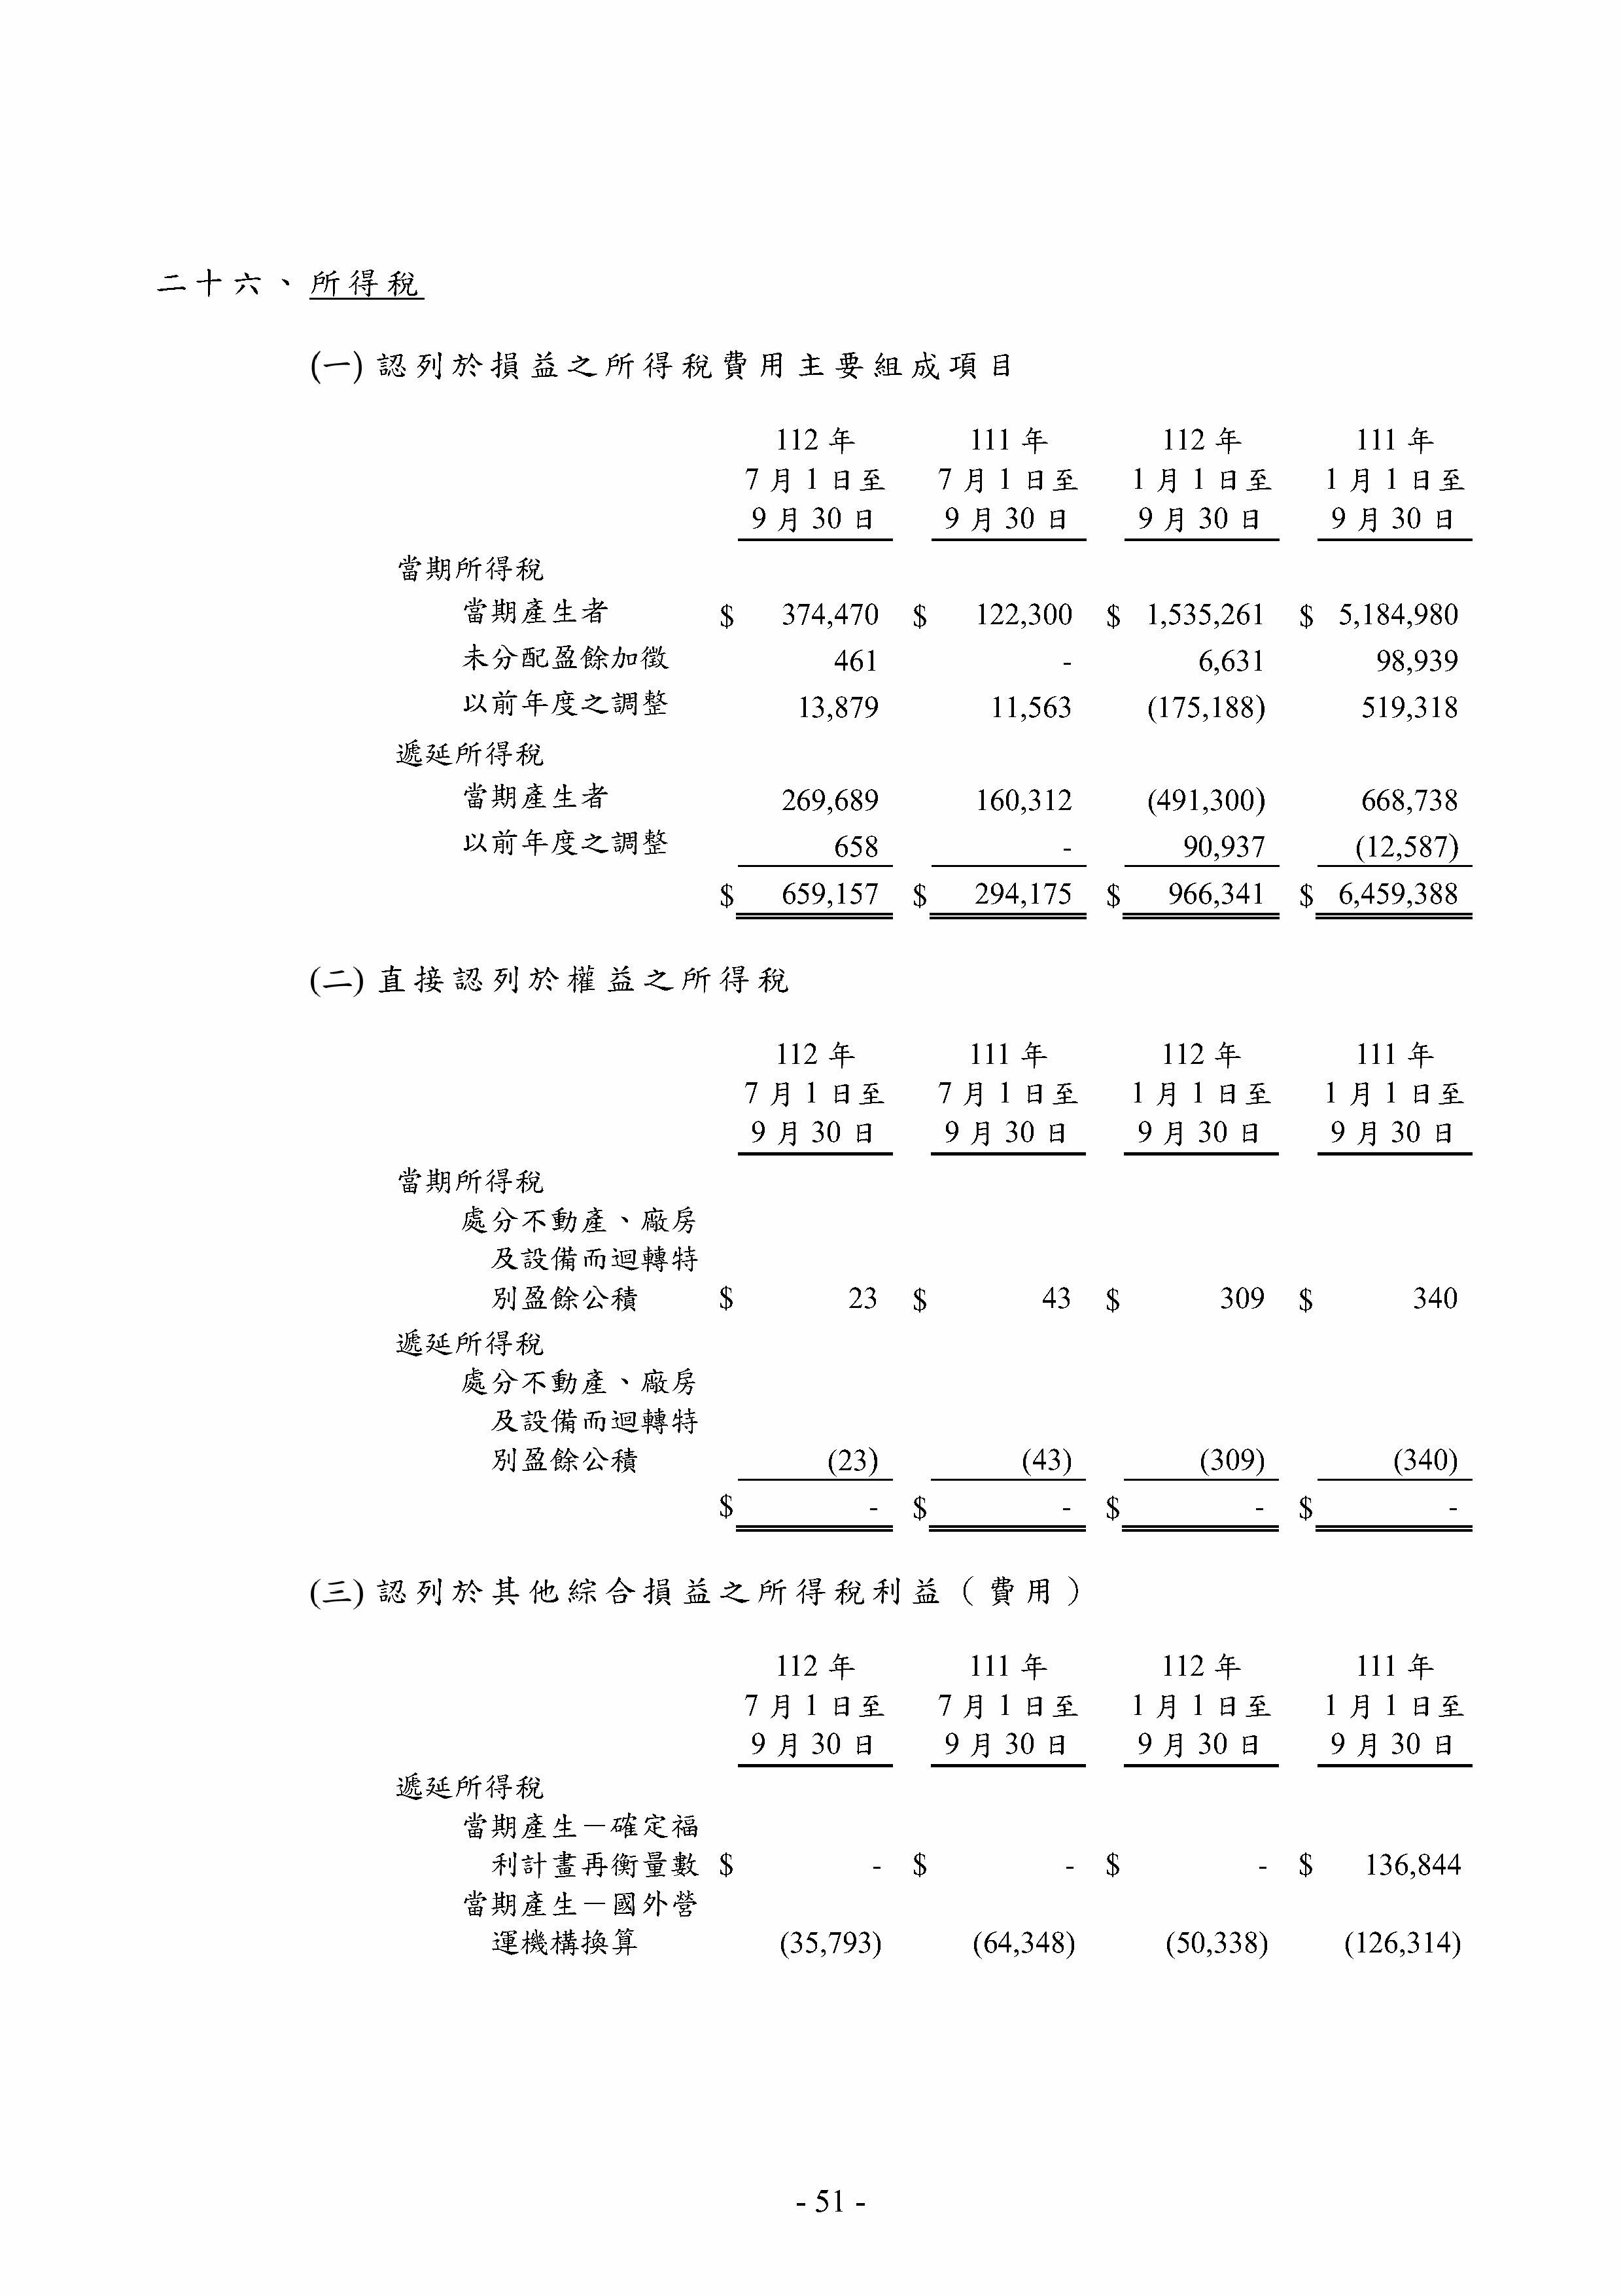 二十六、所得稅
(一) 認列於損益之所得稅費用主要組成項目
112 年 111 年 112 年 111 年
7 月 1 日至 7 月 1 日至 1 月 1 日至 1 月 1 日至
9 月 30 日 9 月 30 日 9 月 30 日 9 月 30 日
當期所得稅
當期產生者 $ 374,470 $ 122,300 $ 1,535,261 $ 5,184,980
未分配盈餘加徵 461 - 6,631 98,939
以前年度之調整 13,879 11,563 (175,188) 519,318
遞延所得稅
當期產生者 269,689 160,312 (491,300) 668,738
以前年度之調整 658 - 90,937 (12,587)
$ 659,157 $ 294,175 $ 966,341 $ 6,459,388
(二) 直接認列於權益之所得稅
112 年 111 年 112 年 111 年
7 月 1 日至 7 月 1 日至 1 月 1 日至 1 月 1 日至
9 月 30 日 9 月 30 日 9 月 30 日 9 月 30 日
當期所得稅
處分不動產、廠房
及設備而迴轉特
別盈餘公積 $ 23 $ 43 $ 309 $ 340
遞延所得稅
處分不動產、廠房
及設備而迴轉特
別盈餘公積 (23) (43) (309) (340)
$ - $ - $ - $ -
(三) 認列於其他綜合損益之所得稅利益（費用）
112 年 111 年 112 年 111 年
7 月 1 日至 7 月 1 日至 1 月 1 日至 1 月 1 日至
9 月 30 日 9 月 30 日 9 月 30 日 9 月 30 日
遞延所得稅
當期產生－確定福
利計畫再衡量數 $ - $ - $ - $ 136,844
當期產生－國外營
運機構換算 (35,793) (64,348) (50,338) (126,314)
- 51 -